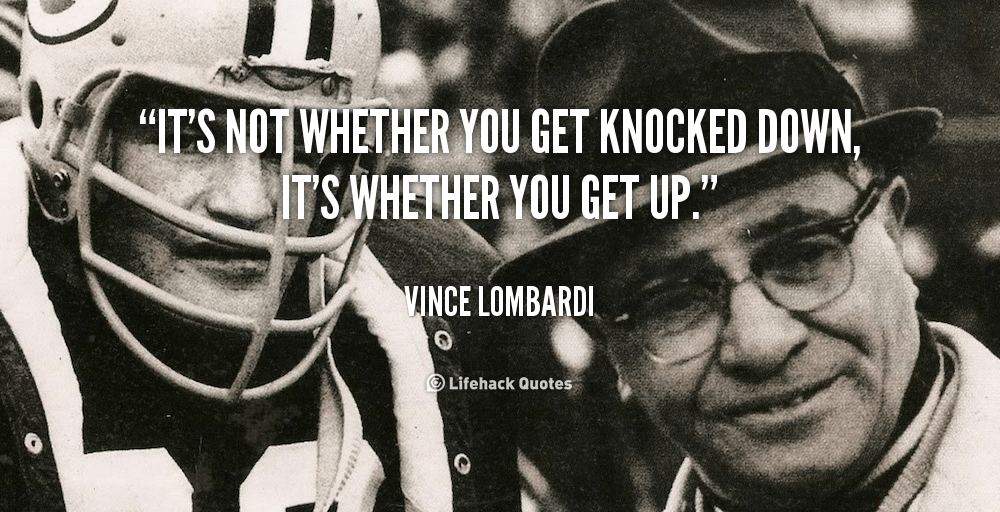 “IT’S NOT WHETHER YOU GET KNOCKED DOWN,
IT’S WHETHER YOU GET UP.”
VINCE LOMBARDI
Lifehack Quotes